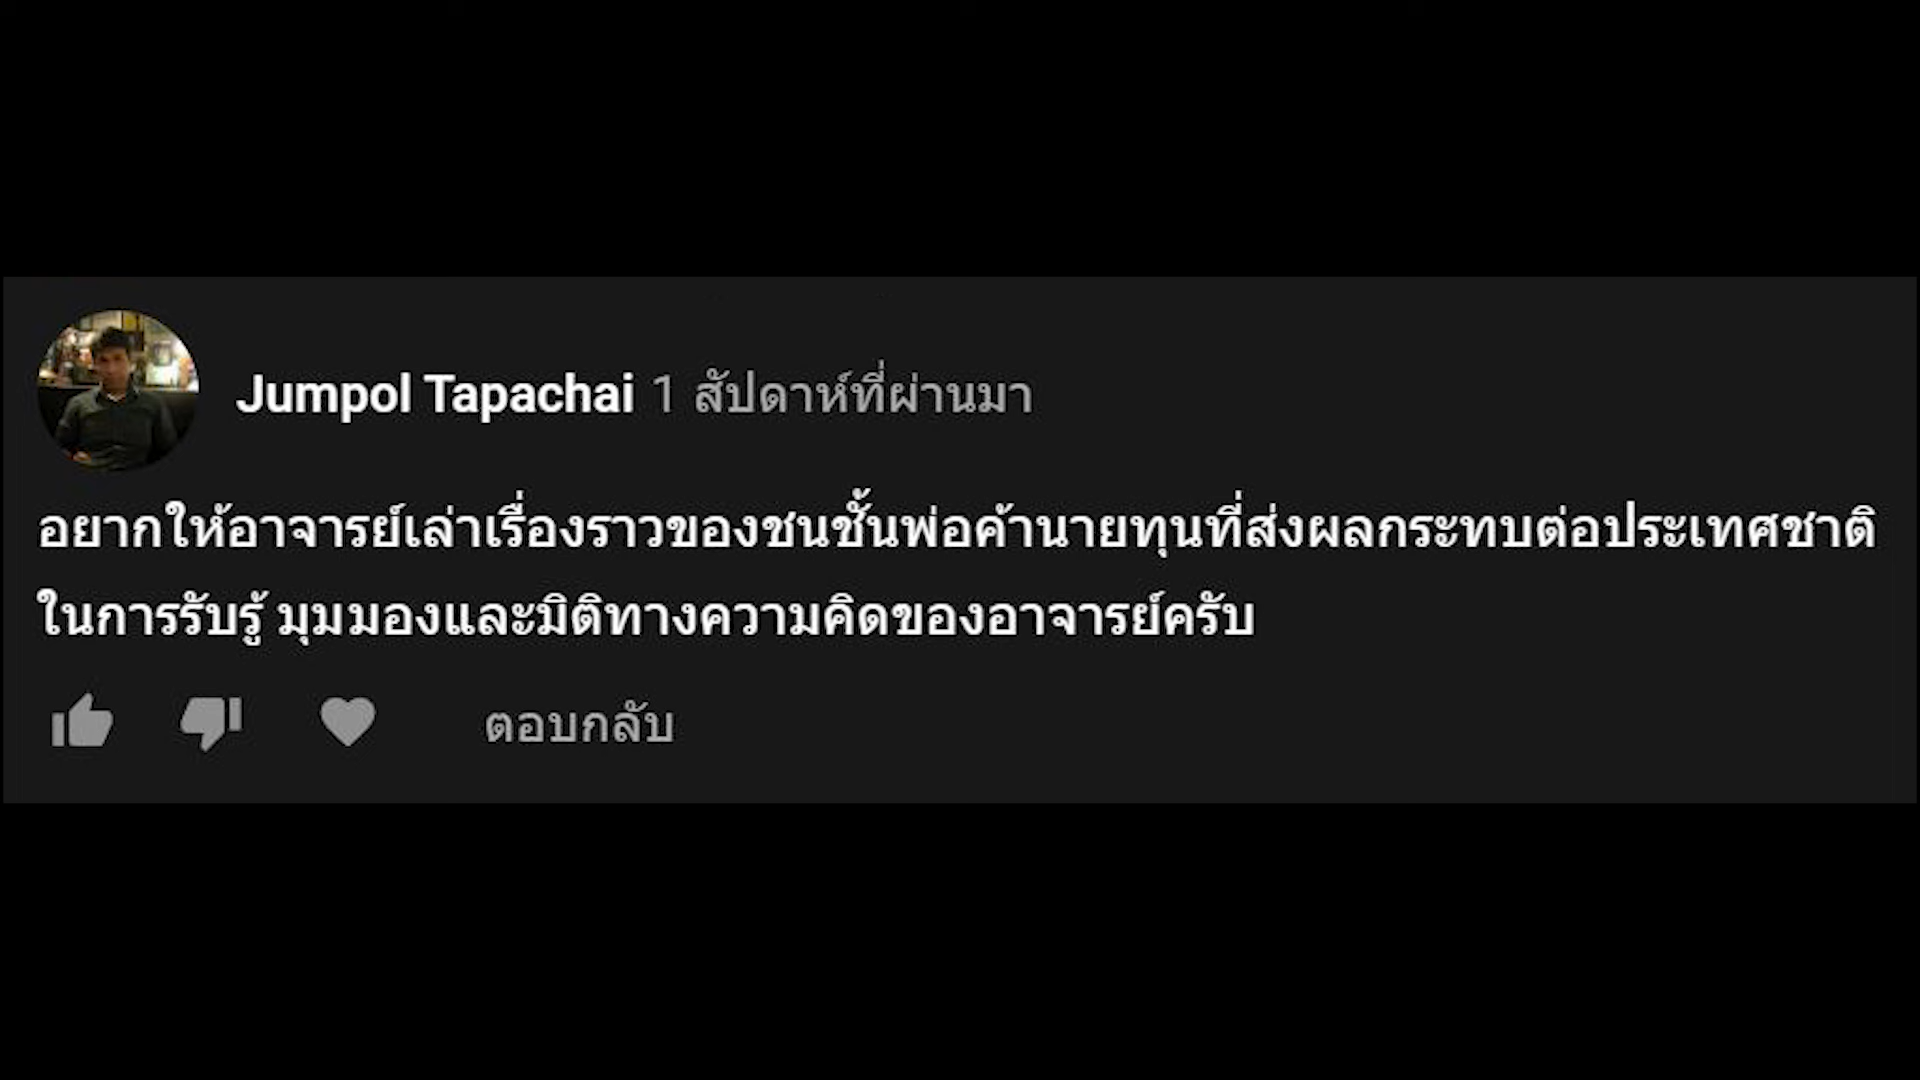 Jumpol Tapachai 1 สัปดาห์ที่ผ่านมา
อยากให้อาจารย์เล่าเรื่องราวของชนชั้นพ่อค้านายทุนที่ส่งผลกระทบต่อประเทศชาติ
ในการรับรู้ มุมมองและมิติทางความคิดของอาจารย์ครับ
ตอบกลับ